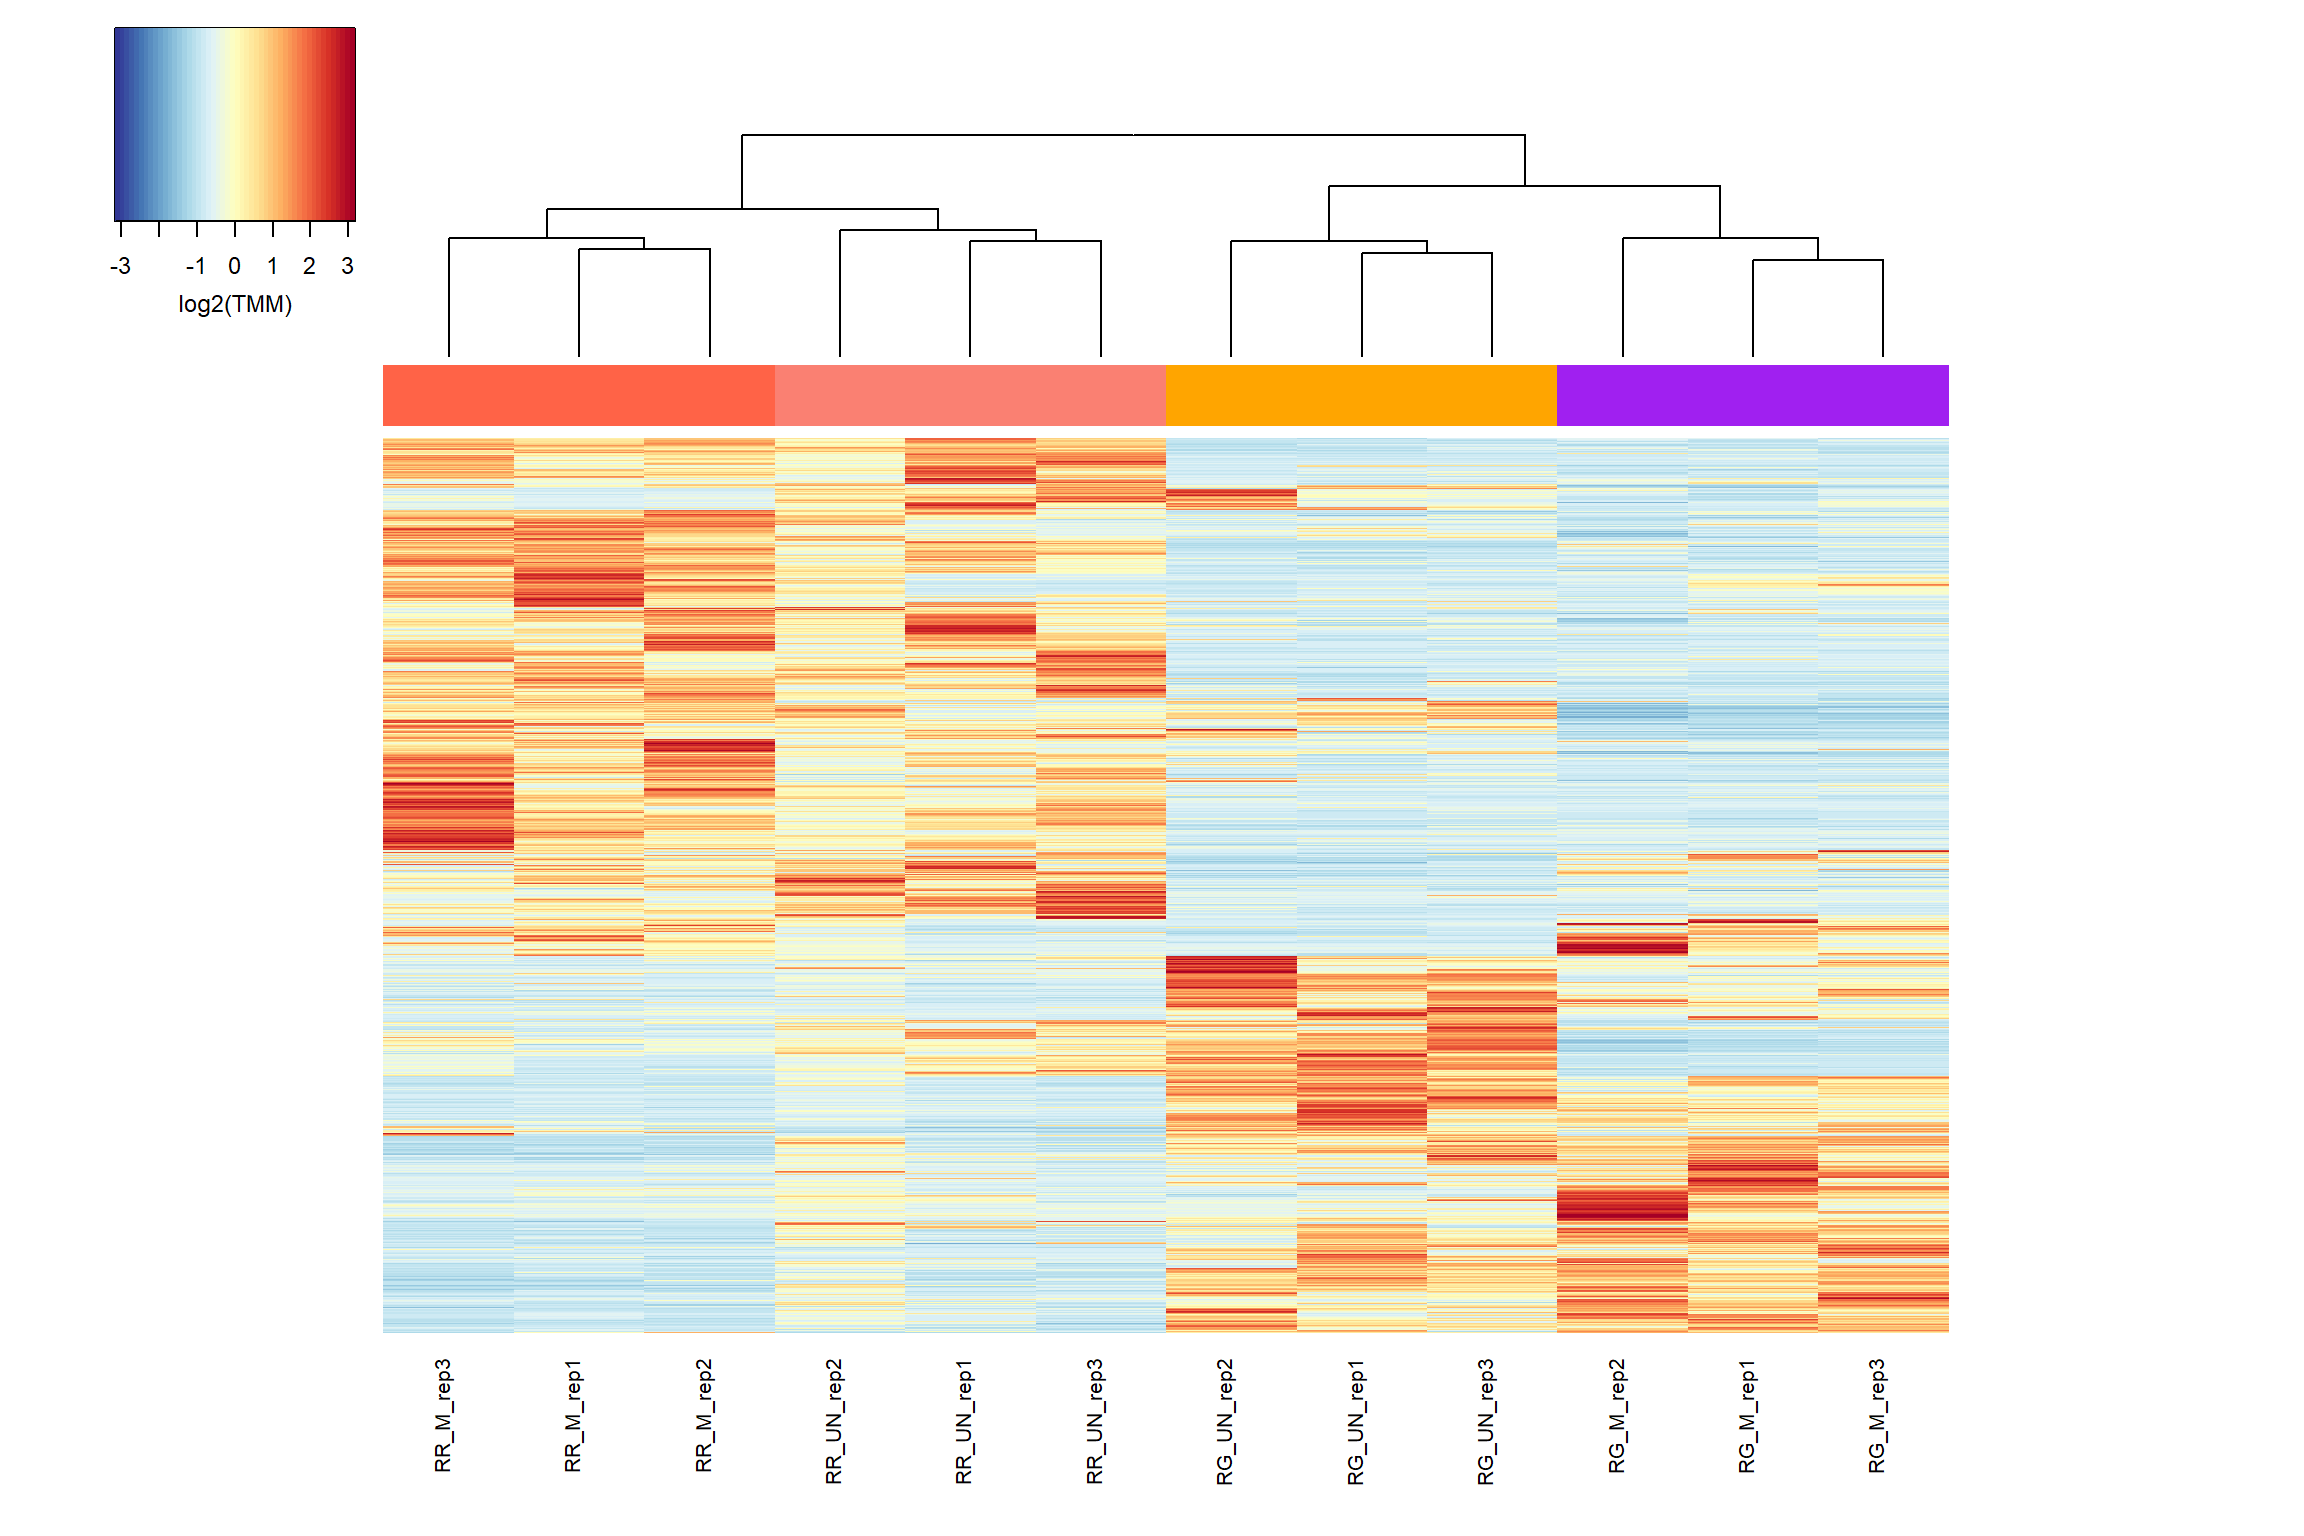 -3 -1 0 1 2 3
log2(TMM)
RR_M_rep3
RR_M_rep1
RR_M_rep2
RR_UN_rep2
RR_UN_rep1
RR_UN_rep3
RG_UN_rep2
RG_UN_rep1
RG_UN_rep3
RG_M_rep2
RG_M_rep1
RG_M_rep3